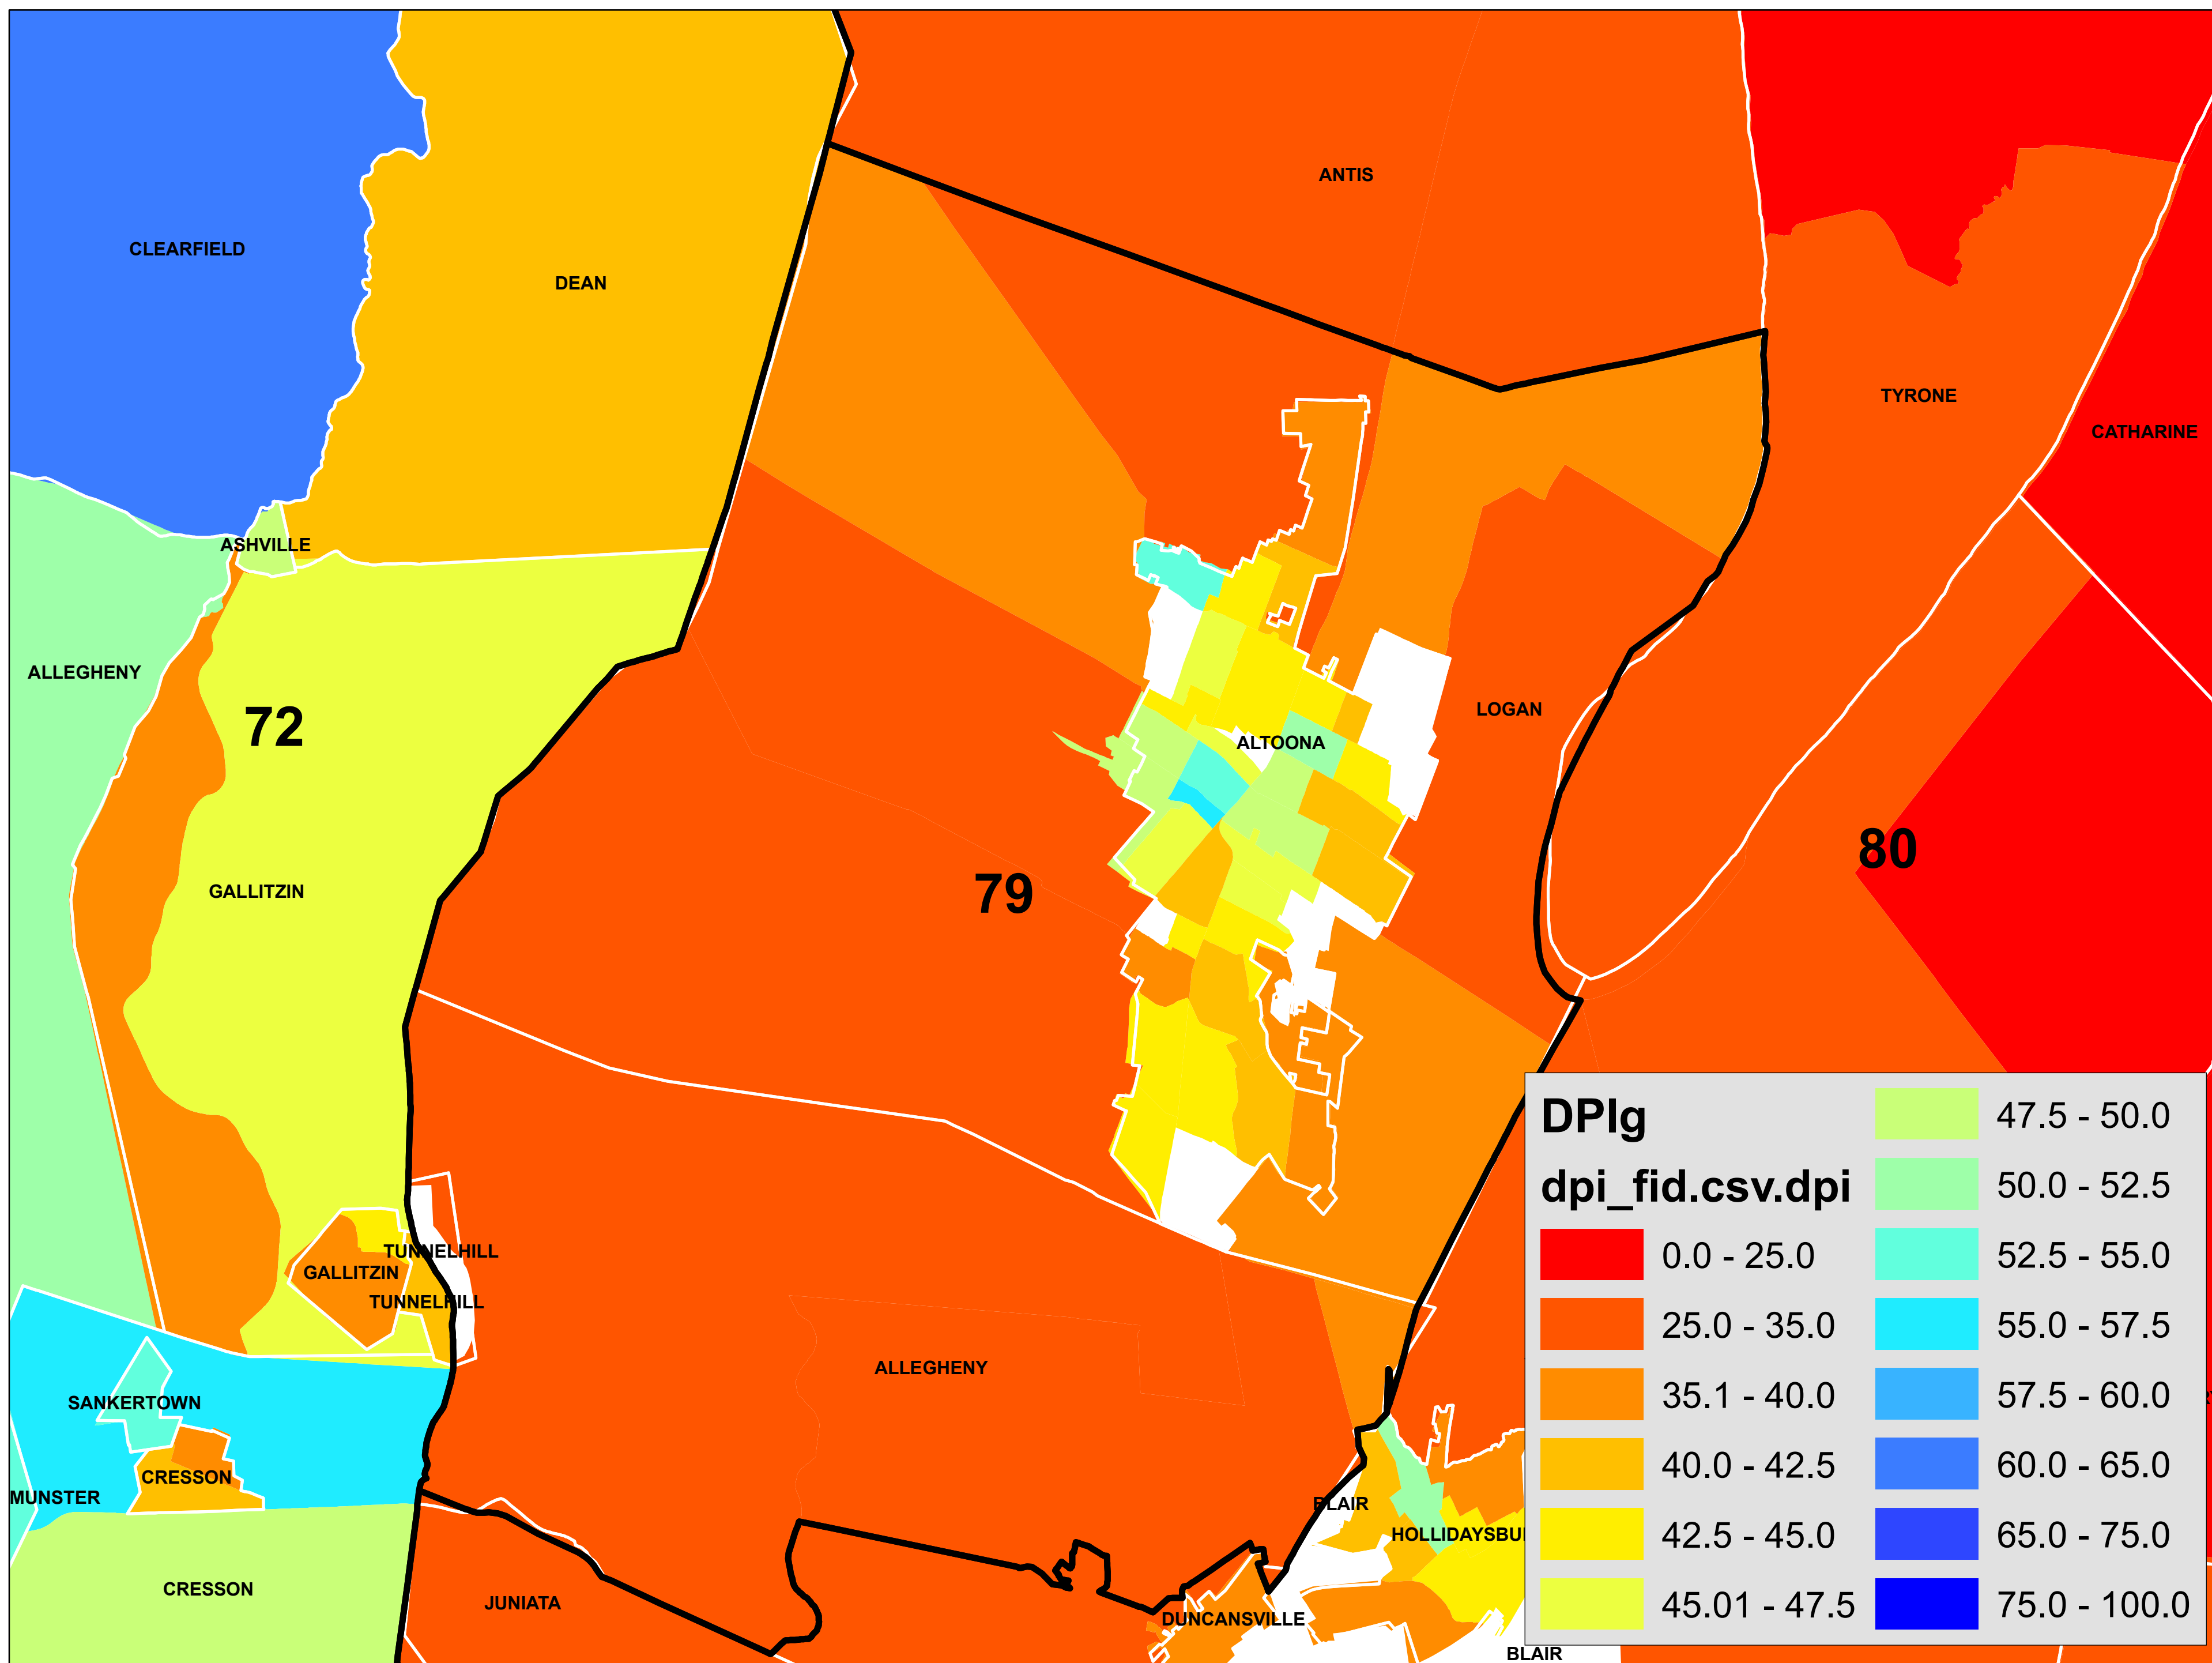 ANTIS
CLEARFIELD
DEAN
TYRONE
CATHARINE
ASHVILLE
ALLEGHENY
72
LOGAN
ALTOONA
80
GALLITZIN
79
TUNNELHILL
GALLITZIN
TUNNELHILL
ALLEGHENY
SANKERTOWN
CRESSON
MUNSTER
BLAIR
HOLLIDAYSBU
CRESSON
JUNIATA
DUNCANSVILLE
BLAIR
DPIg
dpi_fid.csv.dpi
0.0 - 25.0
25.0 - 35.0
35.1 - 40.0
40.0 - 42.5
42.5 - 45.0
45.01 - 47.5
47.5 - 50.0
50.0 - 52.5
52.5 - 55.0
55.0 - 57.5
57.5 - 60.0
60.0 - 65.0
65.0 - 75.0
75.0 - 100.0